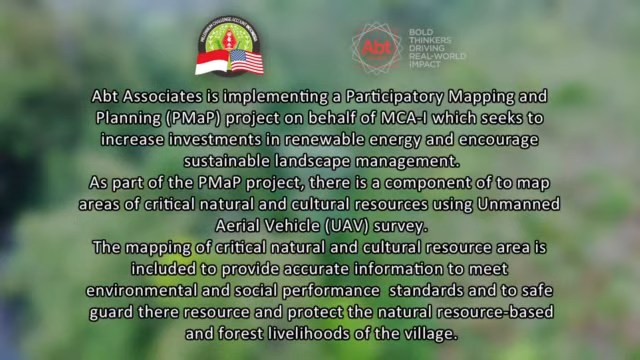 Abt
BOLD
THINKERS
DRIVING
REAL-WORLD
IMPACT
Abt Associates is implementing a Participatory Mapping and
Planning (PMaP) project on behalf of MCA-I which seeks to
increase investments in renewable energy and encourage
sustainable landscape management.
As part of the PMaP project, there is a component of to map
areas of critical natural and cultural resources using Unmanned
Aerial Vehicle (UAV) survey.
The mapping of critical natural and cultural resource area is
included to provide accurate information to meet
environmental and social performance standards and to safe
guard there resource and protect the natural resource-based
and forest livelihoods of the village.